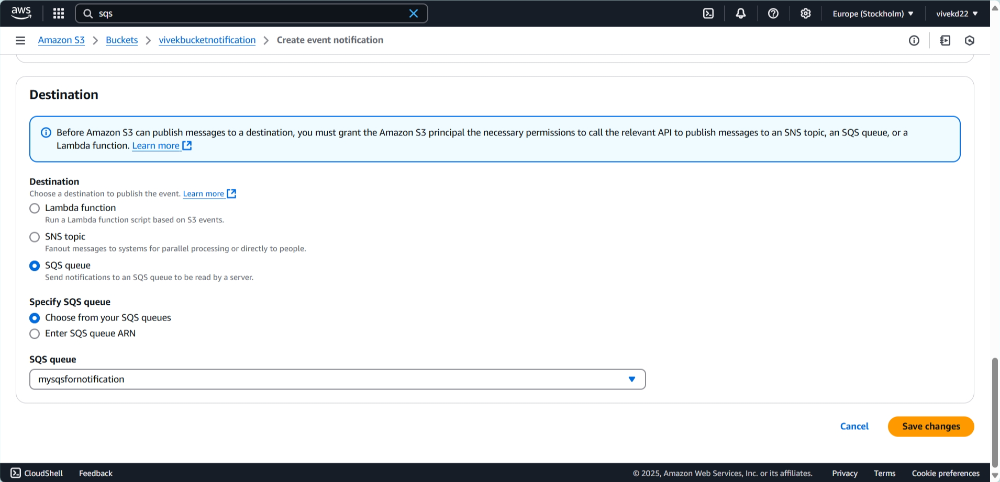 aws
sqs
Europe (Stockholm)
vivekd22
Amazon S3
Buckets
vivekbucketnotification
Create event notification
Destination
Before Amazon S3 can publish messages to a destination, you must grant the Amazon S3 principal the necessary permissions to call the relevant API to publish messages to an SNS topic, an SQS queue, or a
Lambda function. Learn more
Destination
Choose a destination to publish the event. Learn more
Lambda function
Run a Lambda function script based on S3 events.
SNS topic
Fanout messages to systems for parallel processing or directly to people.
SQS queue
Send notifications to an SQS queue to be read by a server.
Specify SQS queue
Choose from your SQS queues
Enter SQS queue ARN
SQS queue
mysqsfornotification
Cancel
Save changes
CloudShell
Feedback
© 2025, Amazon Web Services, Inc. or its affiliates.
Privacy
Terms
Cookie preferences